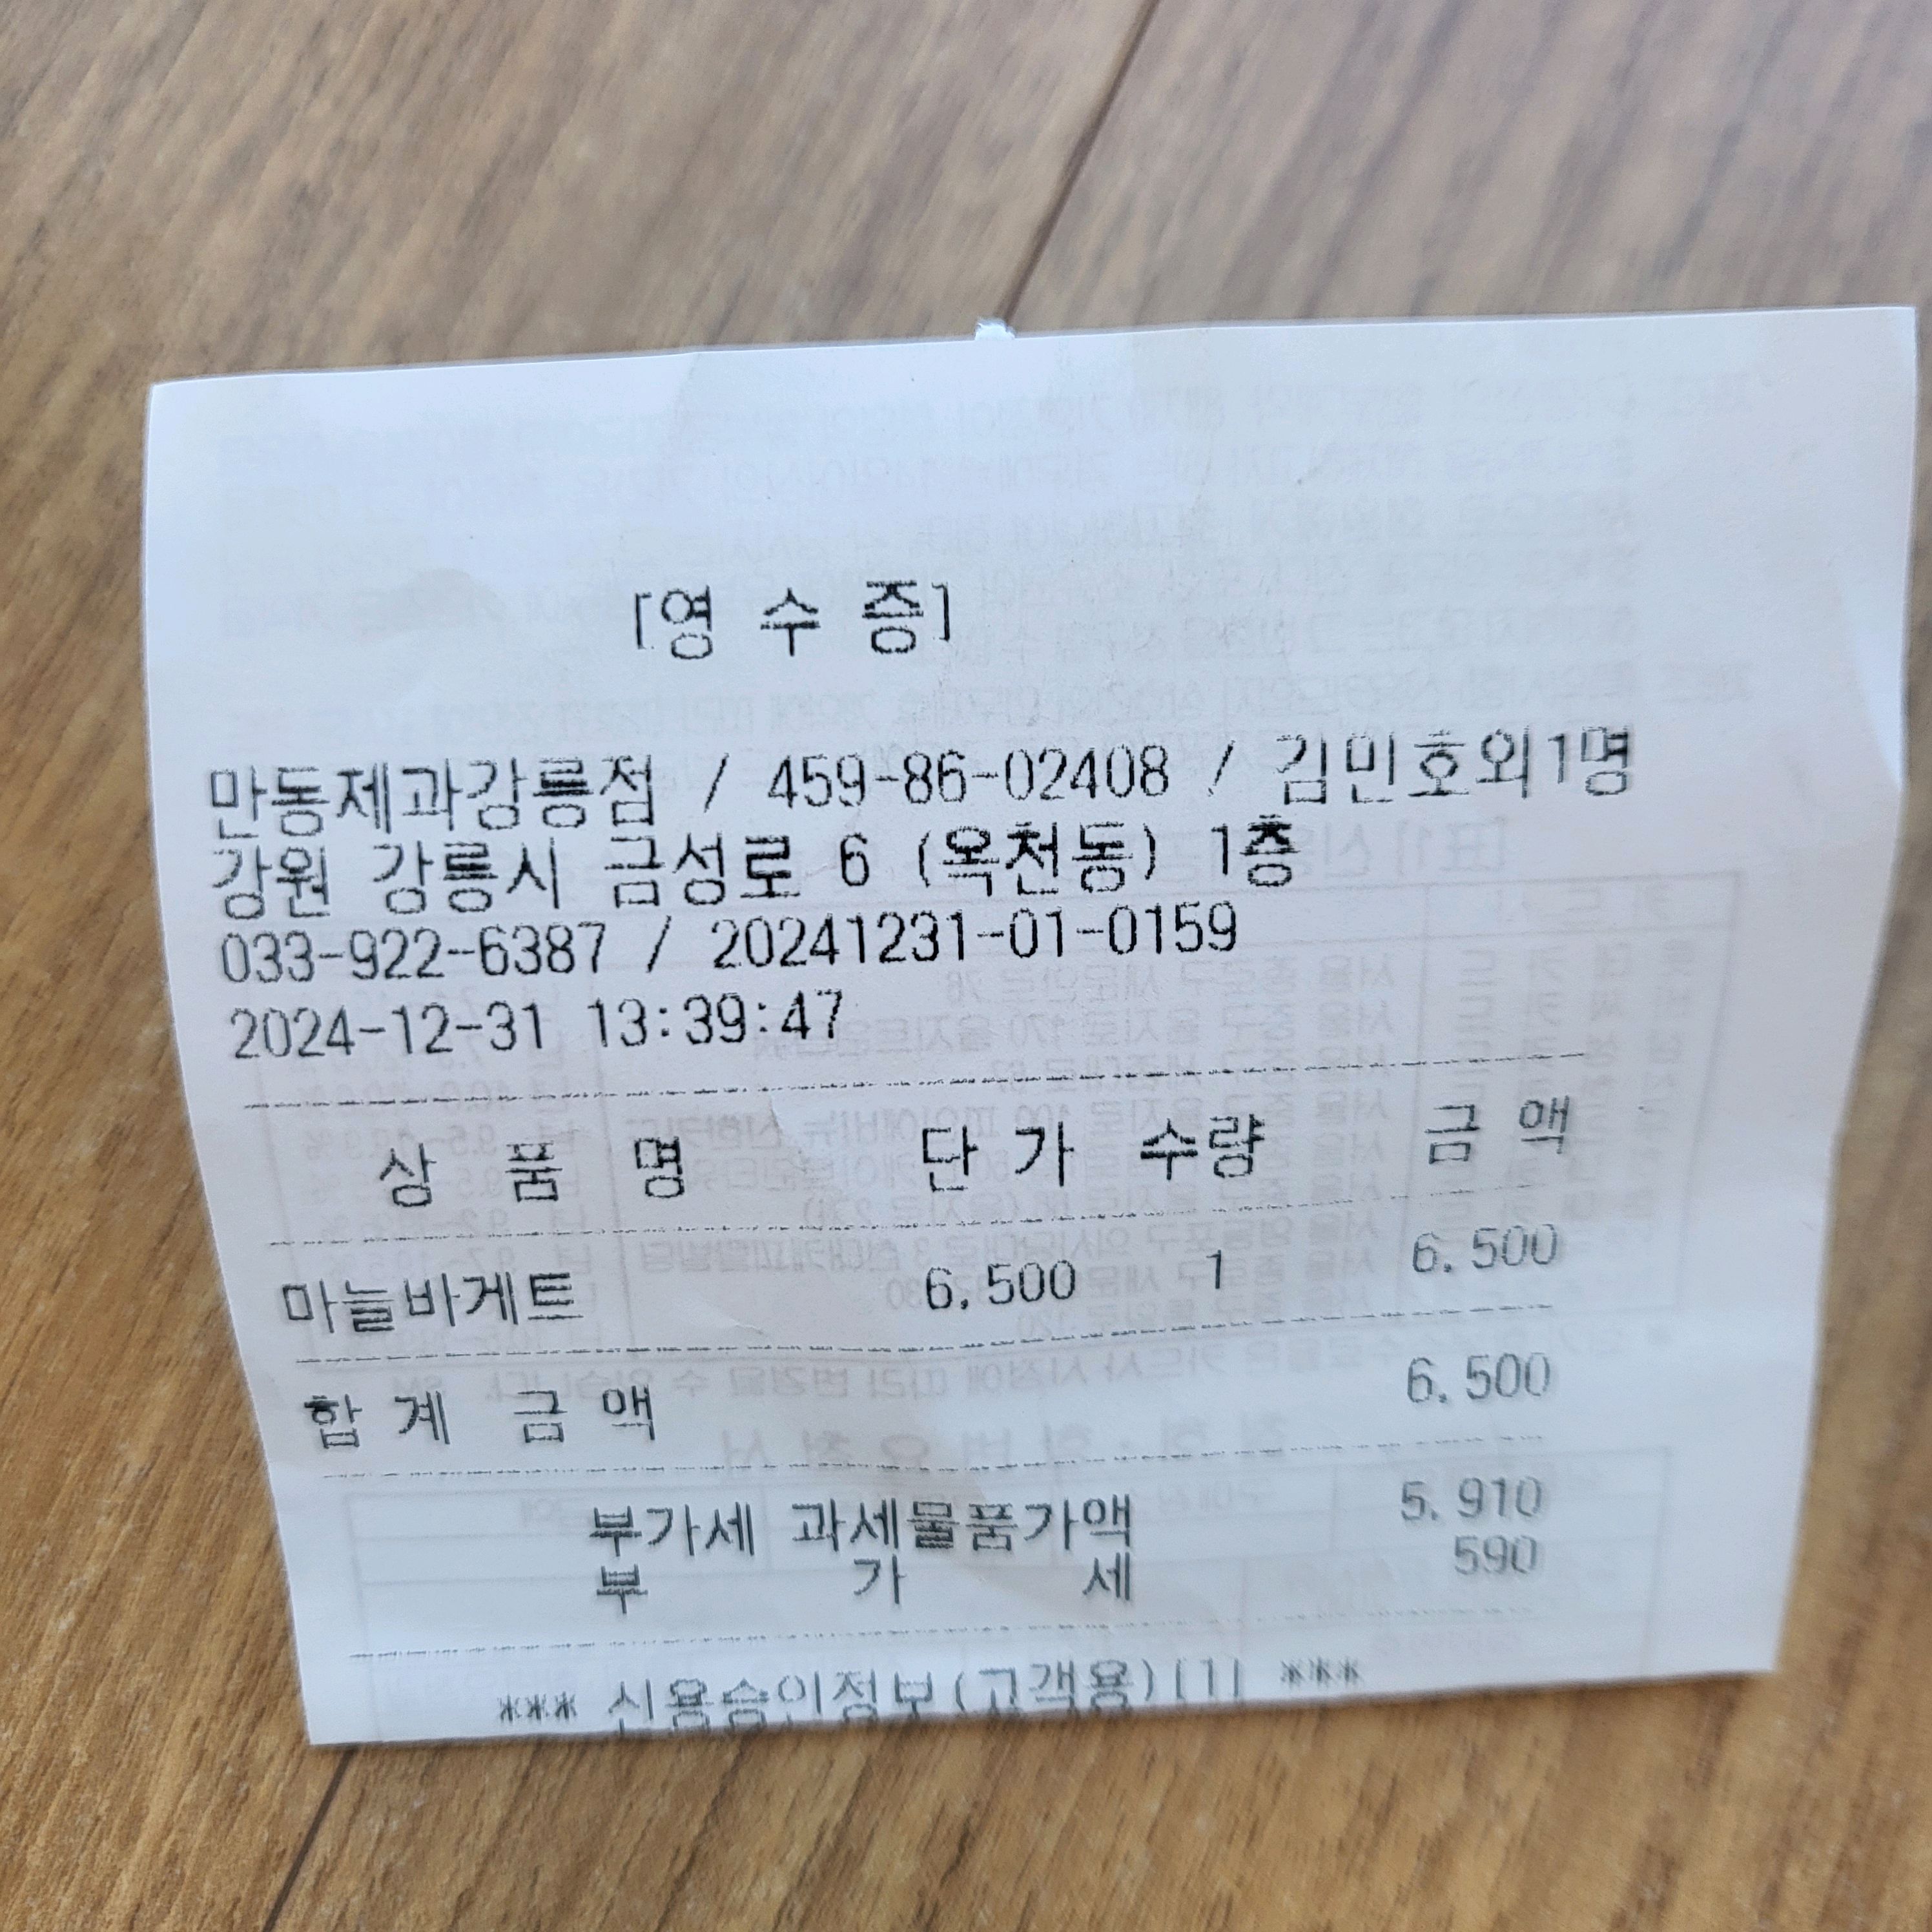 [영 수 증]
만동제과강릉점 / 459-86-02408 / 김민호외1명
강원 강릉시 금성로 6 (옥천동) 1층
033-922-6387 / 20241231-01-0159
2024-12-31 13:39:47
상 품 명 단 가 수량 금 액
마늘바게트 6,500 1 6,500
합 계 금 액 6,500
부가세 과세물품가액 5,910
부 가 세 590
*** 신용승인정보(고객용)[1] ***